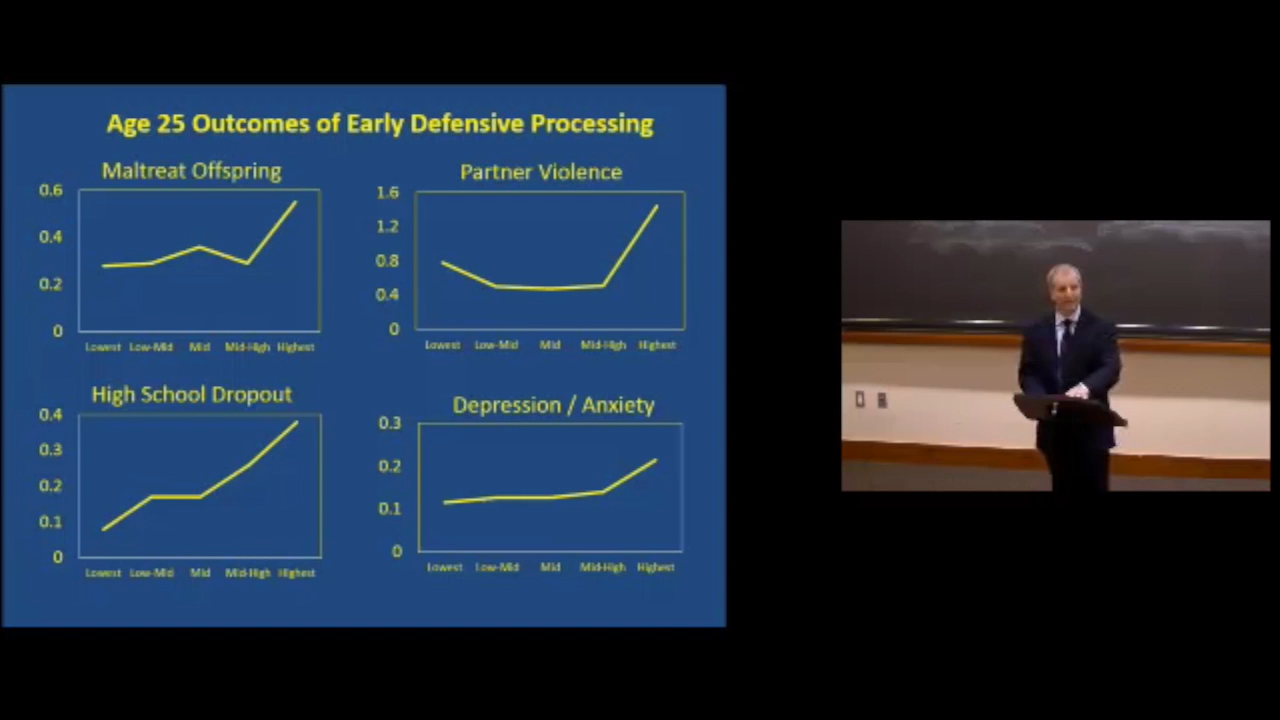 Age 25 Outcomes of Early Defensive Processing
Maltreat Offspring
0.6
0.4
0.2
0
Lowest Low-Mid Mid Mid-High Highest
Partner Violence
1.6
1.2
0.8
0.4
0
Lowest Low-Mid Mid Mid-High Highest
High School Dropout
0.4
0.3
0.2
0.1
0
Lowest Low-Mid Mid Mid-High Highest
Depression / Anxiety
0.3
0.2
0.1
0
Lowest Low-Mid Mid Mid-High Highest